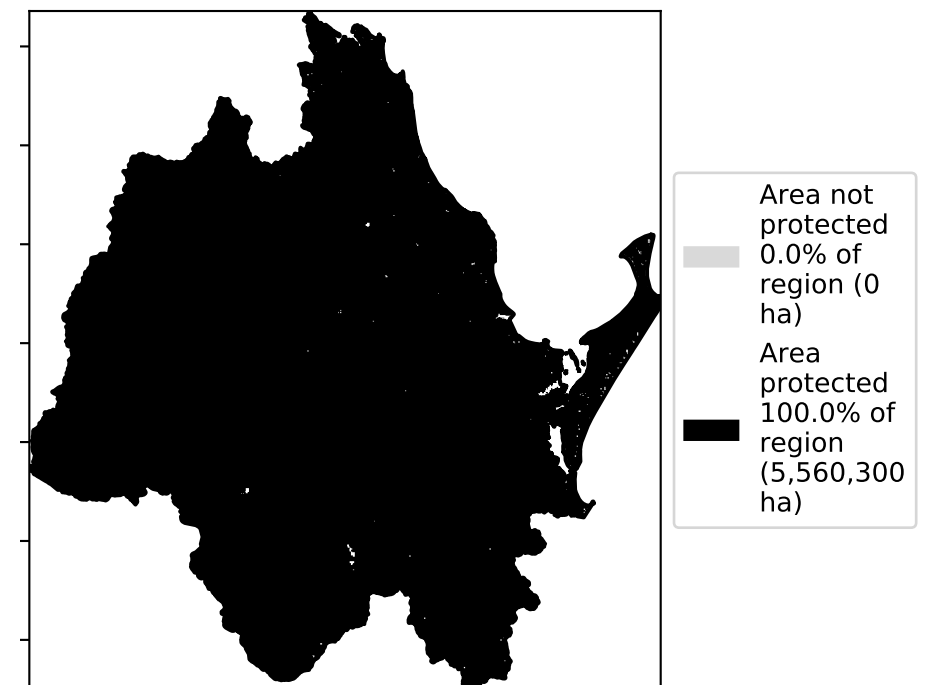 Area not
protected
0.0% of
region (0
ha)
Area
protected
100.0% of
region
(5,560,300
ha)